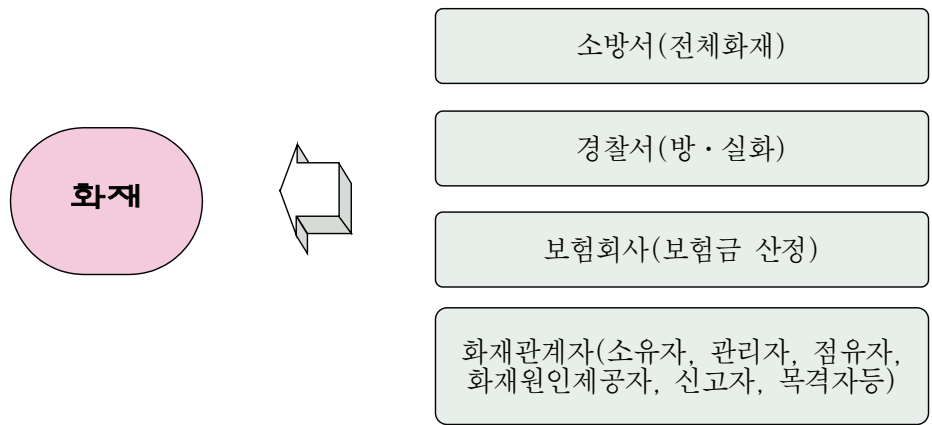 소방서(전체화재)
경찰서(방·실화)
화재
보험회사(보험금 산정)
화재관계자(소유자, 관리자, 점유자,
화재원인제공자, 신고자, 목격자등)